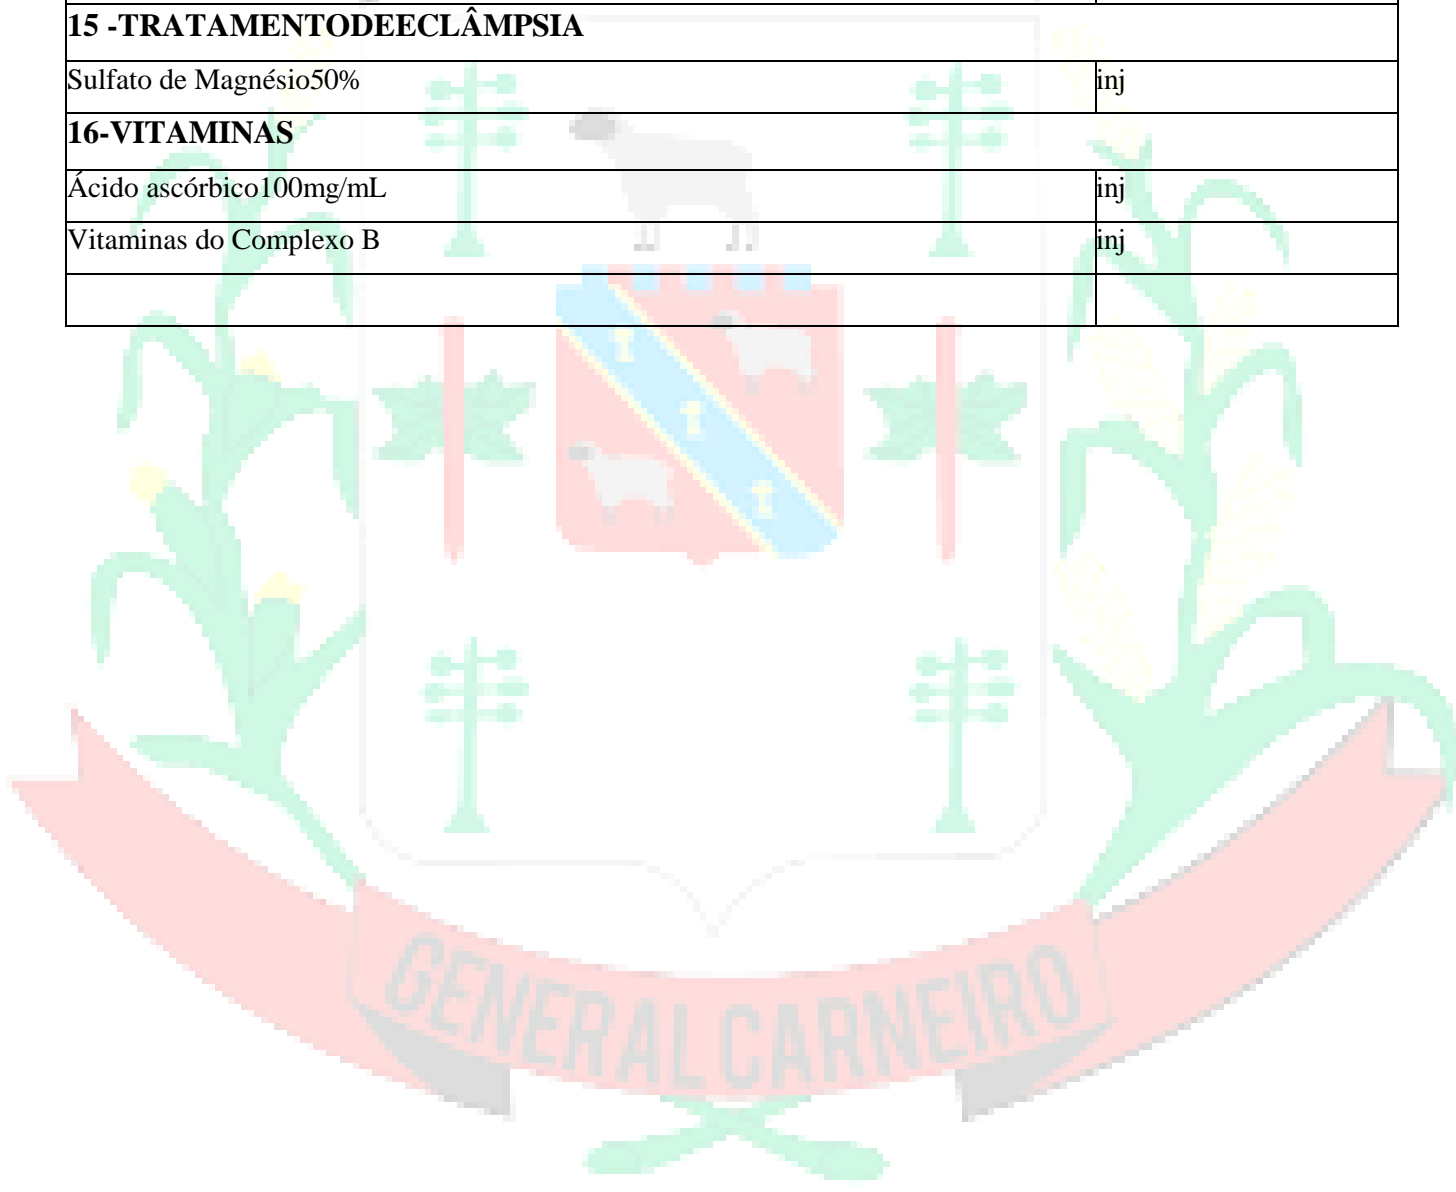 15 -TRATAMENTODEECLÂMPSIA
Sulfato de Magnésio50% inj
16-VITAMINAS
Ácido ascórbico100mg/mL inj
Vitaminas do Complexo B inj
GENERAL CARNEIRO